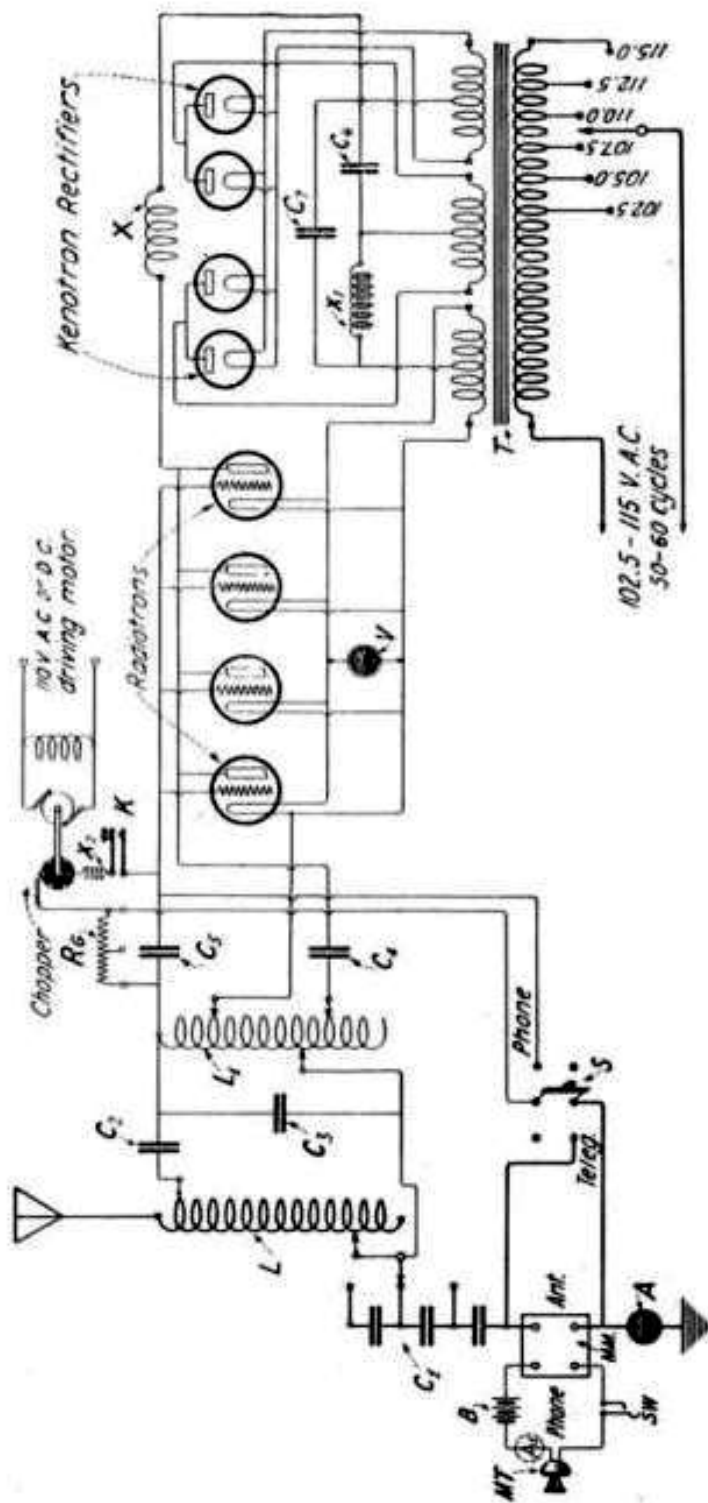 Kenotron Rectifiers
X
C7
C9
X1
T.
115.0
112.5
110.0
107.5
105.0
102.5
102.5 - 115 V. A.C.
50-60 cycles
Radiotrons
V
110 V A.C or D.C
driving motor
Chopper
X2
K
RG
C5
C4
L1
C2
C3
L
C1
Phone
S
Teleg.
Ant.
A
MM.
B1
Phone
SW
MT